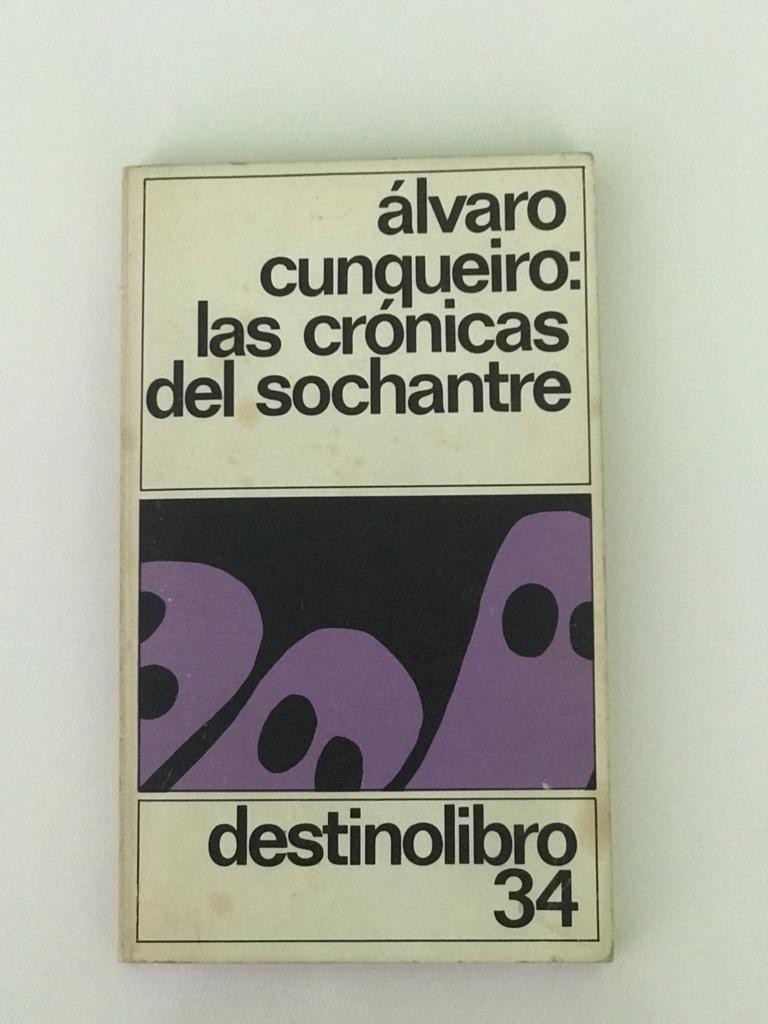 álvaro
cunqueiro:
las crónicas
del sochantre
destinolibro
34